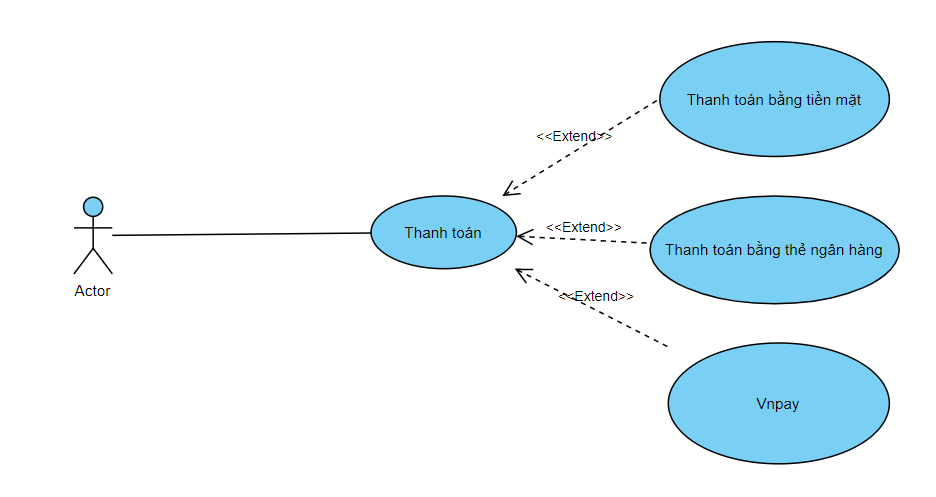 Thanh toán bằng tiền mặt
<<Extend>>
Thanh toán
<<Extend>>
Thanh toán bằng thẻ ngân hàng
Actor
<<Extend>>
Vnpay